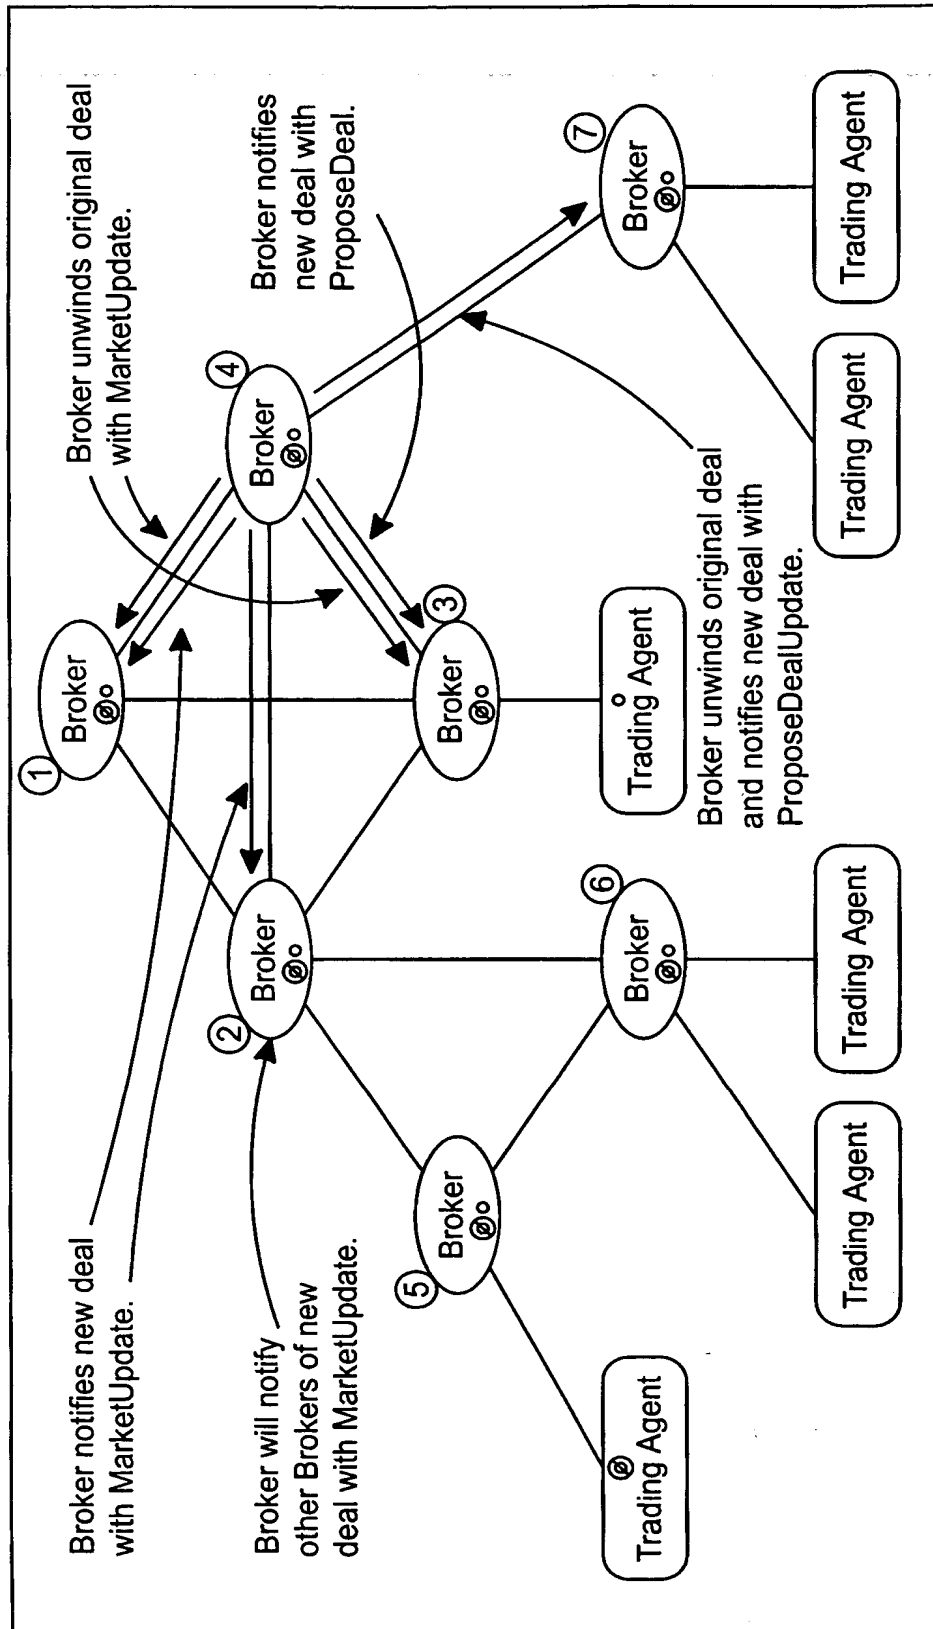 Broker notifies new deal
with MarketUpdate.
Broker unwinds original deal
with MarketUpdate.
Broker will notify
other Brokers of new
deal with MarketUpdate.
Broker notifies
new deal with
ProposeDeal.
1
Broker
2
Broker
4
Broker
5
Broker
3
Broker
6
Broker
7
Broker
Trading Agent
Trading Agent
Broker unwinds original deal
and notifies new deal with
ProposeDealUpdate.
Trading Agent
Trading Agent
Trading Agent
Trading Agent